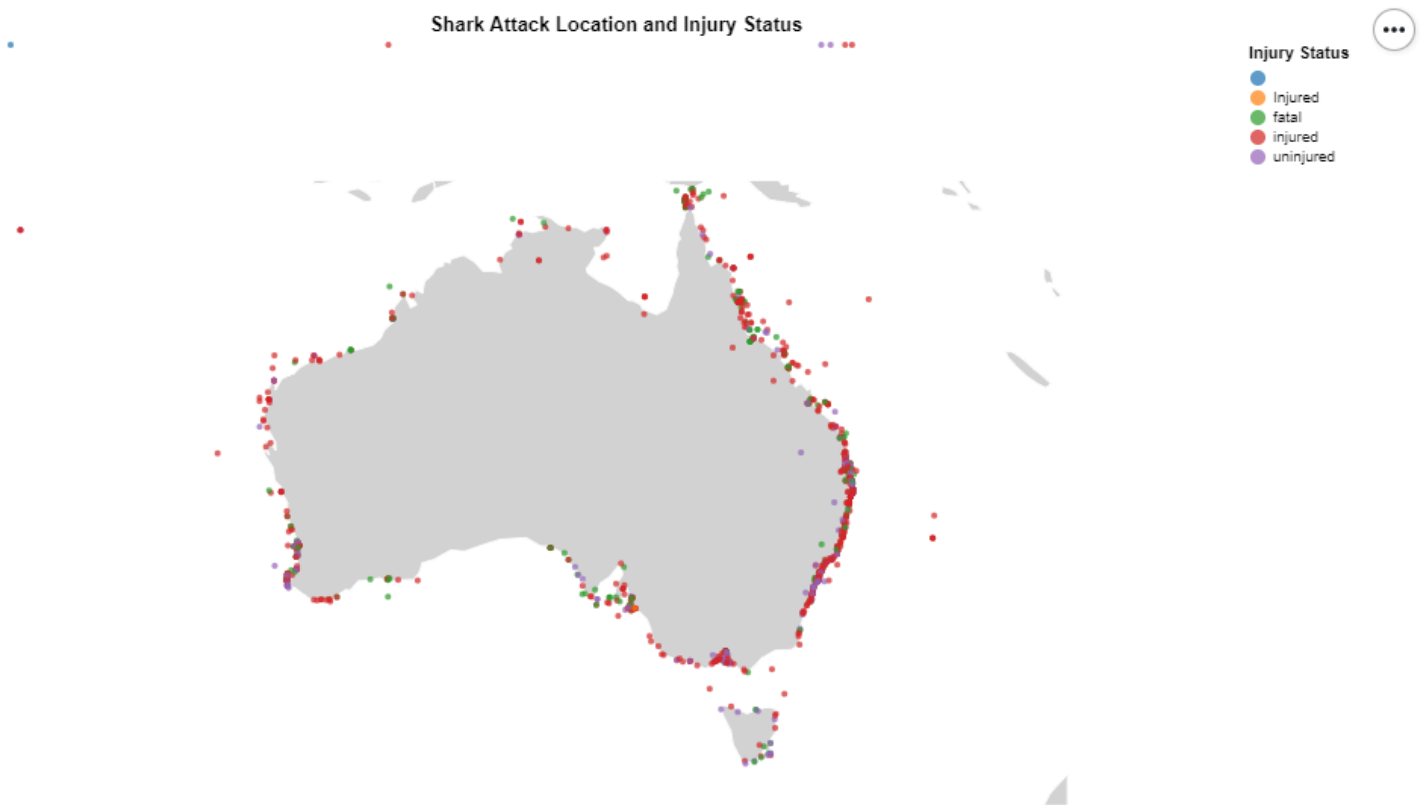 Shark Attack Location and Injury Status
Injury Status
Injured
fatal
injured
uninjured